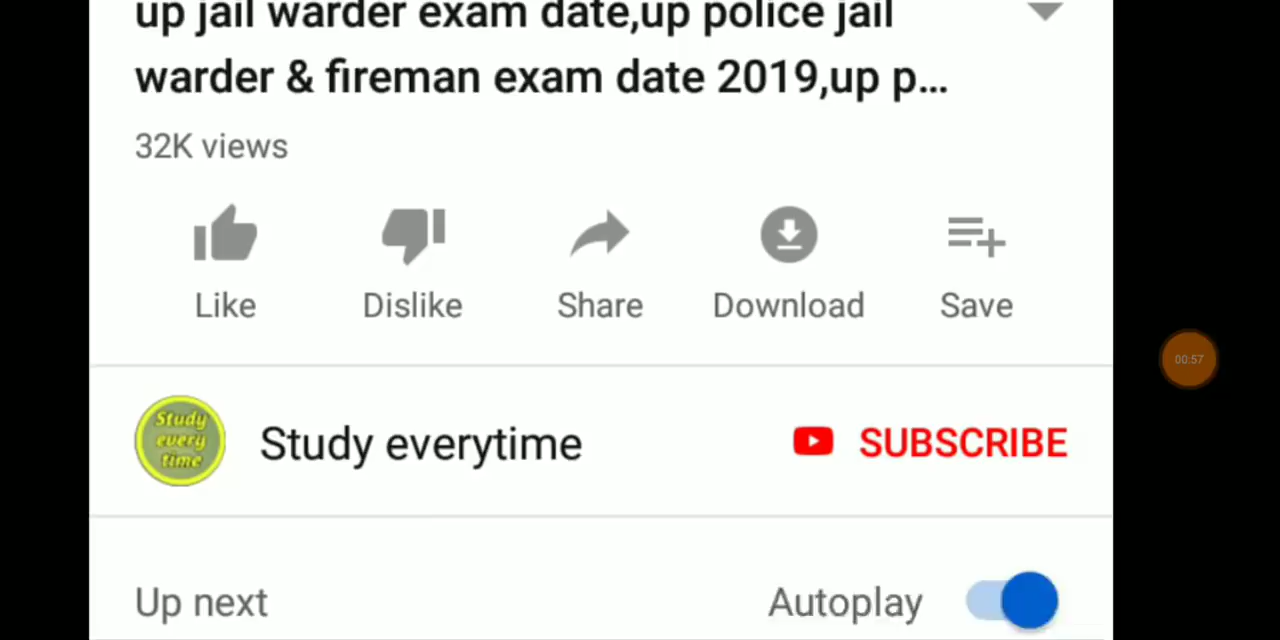 up jail warder exam date,up police jail
warder & fireman exam date 2019,up p...
32K views
Like Dislike Share Download Save
Study
every
time
Study everytime SUBSCRIBE
00:57
Up next Autoplay